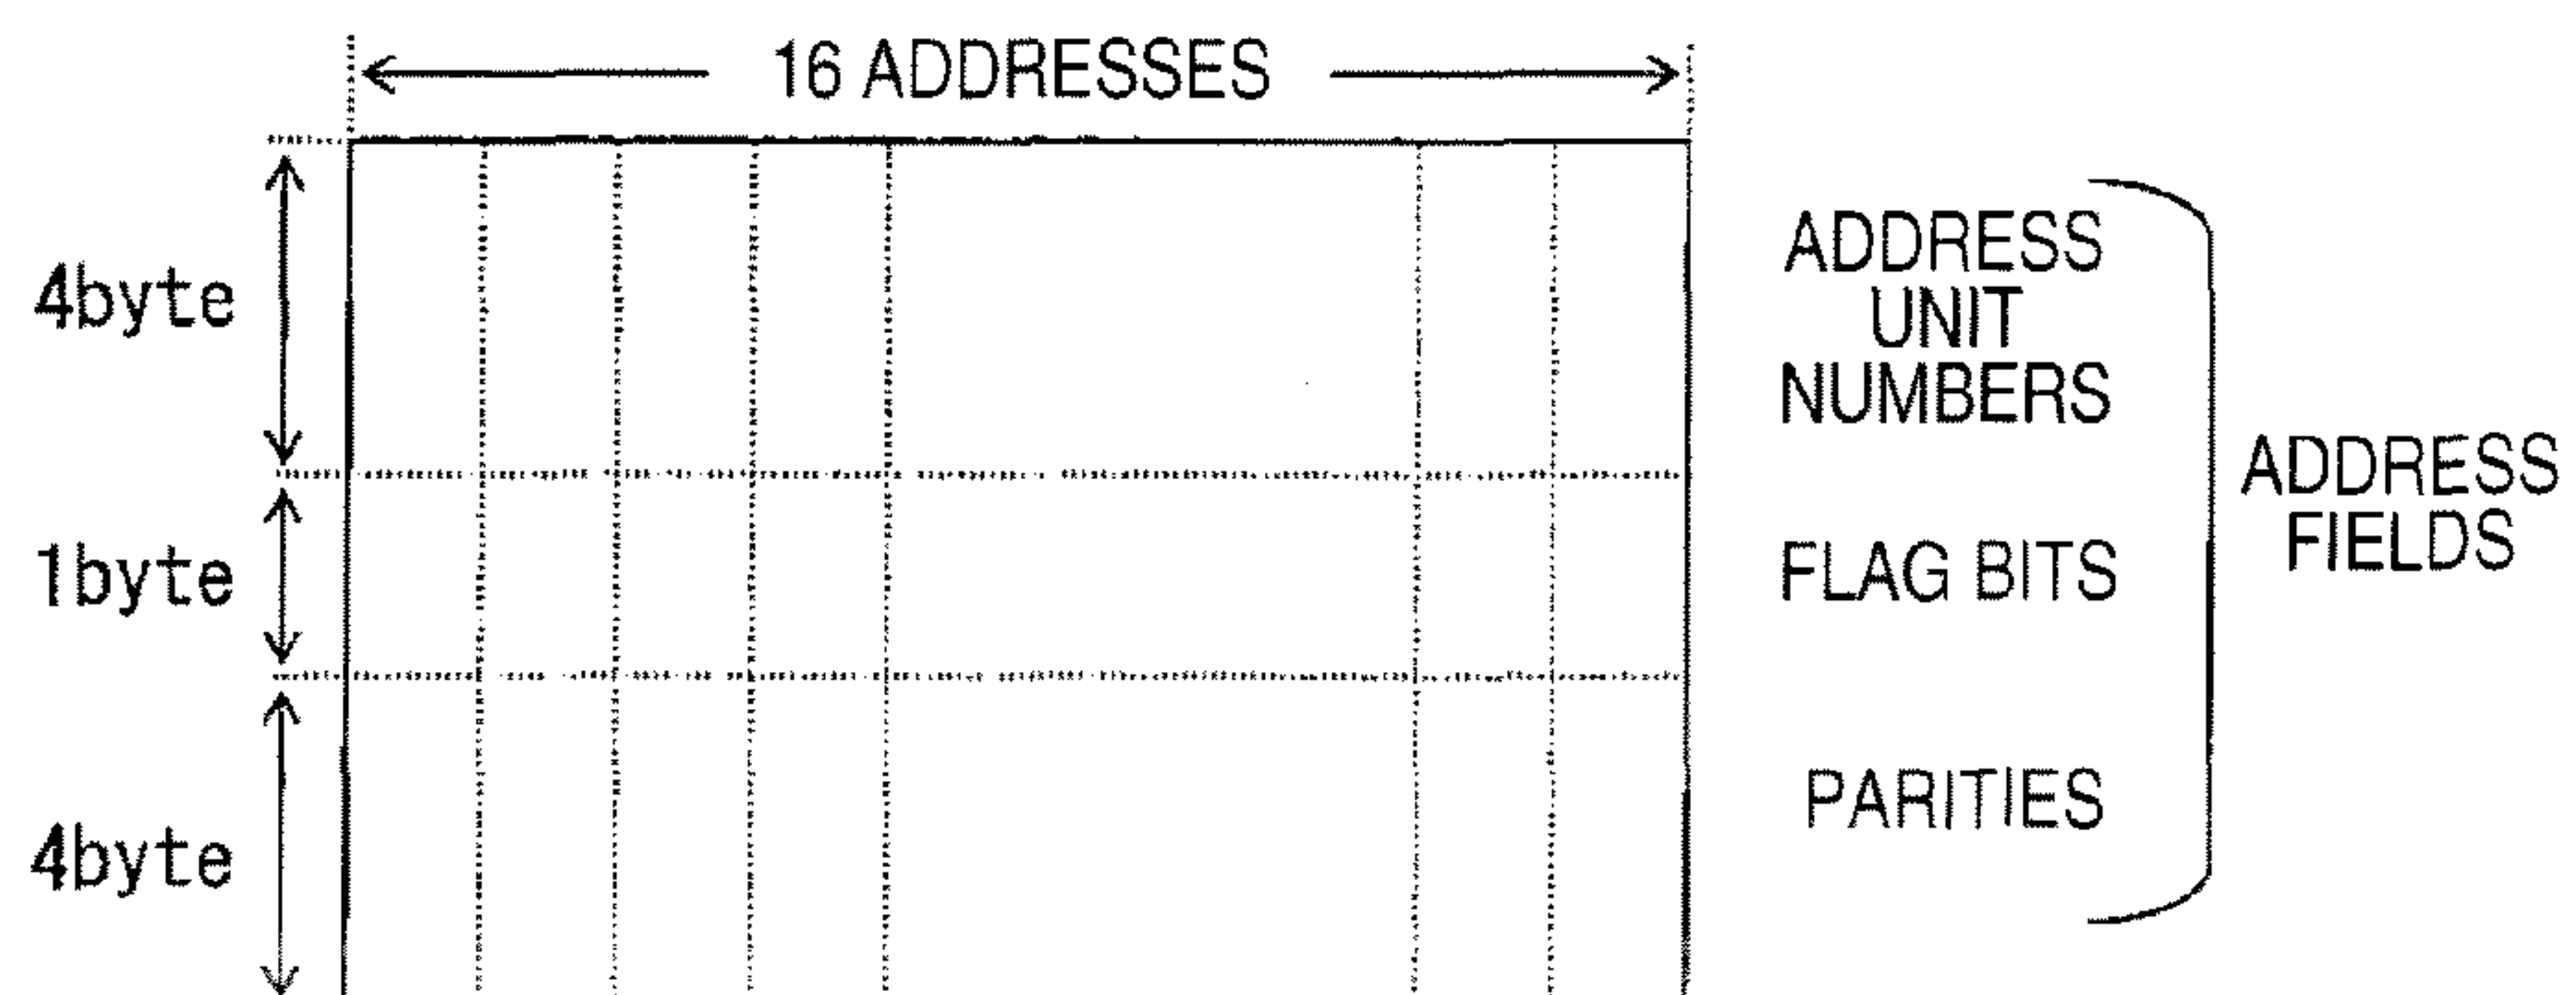 16 ADDRESSES
4byte
ADDRESS
UNIT
NUMBERS
1byte
FLAG BITS
4byte
PARITIES
ADDRESS
FIELDS